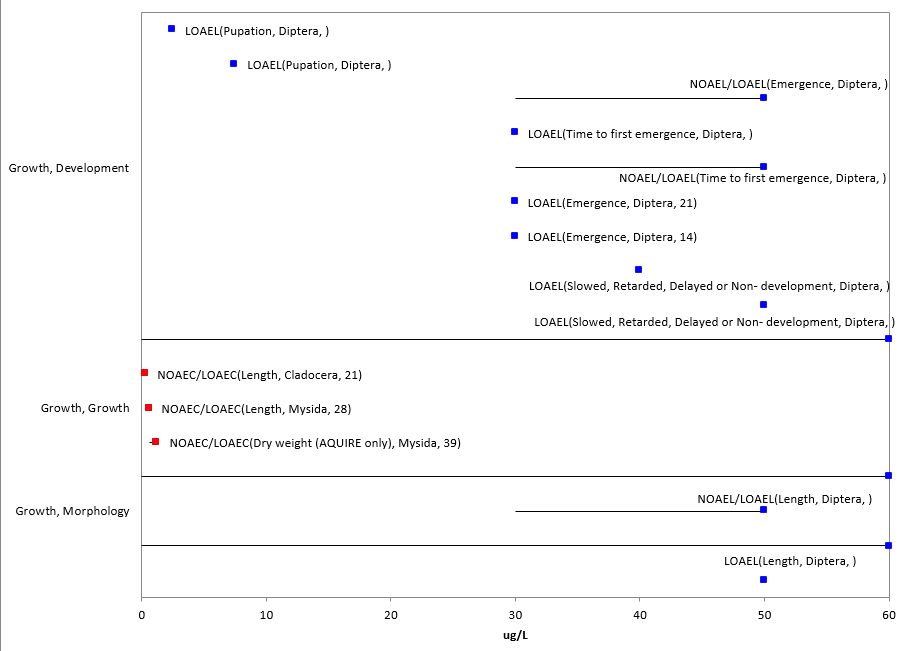 LOAEL(Pupation, Diptera, )
LOAEL(Pupation, Diptera, )
NOAEL/LOAEL(Emergence, Diptera, )
LOAEL(Time to first emergence, Diptera, )
Growth, Development
NOAEL/LOAEL(Time to first emergence, Diptera, )
LOAEL(Emergence, Diptera, 21)
LOAEL(Emergence, Diptera, 14)
LOAEL(Slowed, Retarded, Delayed or Non- development, Diptera, )
LOAEL(Slowed, Retarded, Delayed or Non- development, Diptera, )
NOAEC/LOAEC(Length, Cladocera, 21)
Growth, Growth
NOAEC/LOAEC(Length, Mysida, 28)
NOAEC/LOAEC(Dry weight (AQUIRE only), Mysida, 39)
NOAEL/LOAEL(Length, Diptera, )
Growth, Morphology
LOAEL(Length, Diptera, )
0 10 20 30 40 50 60
ug/L